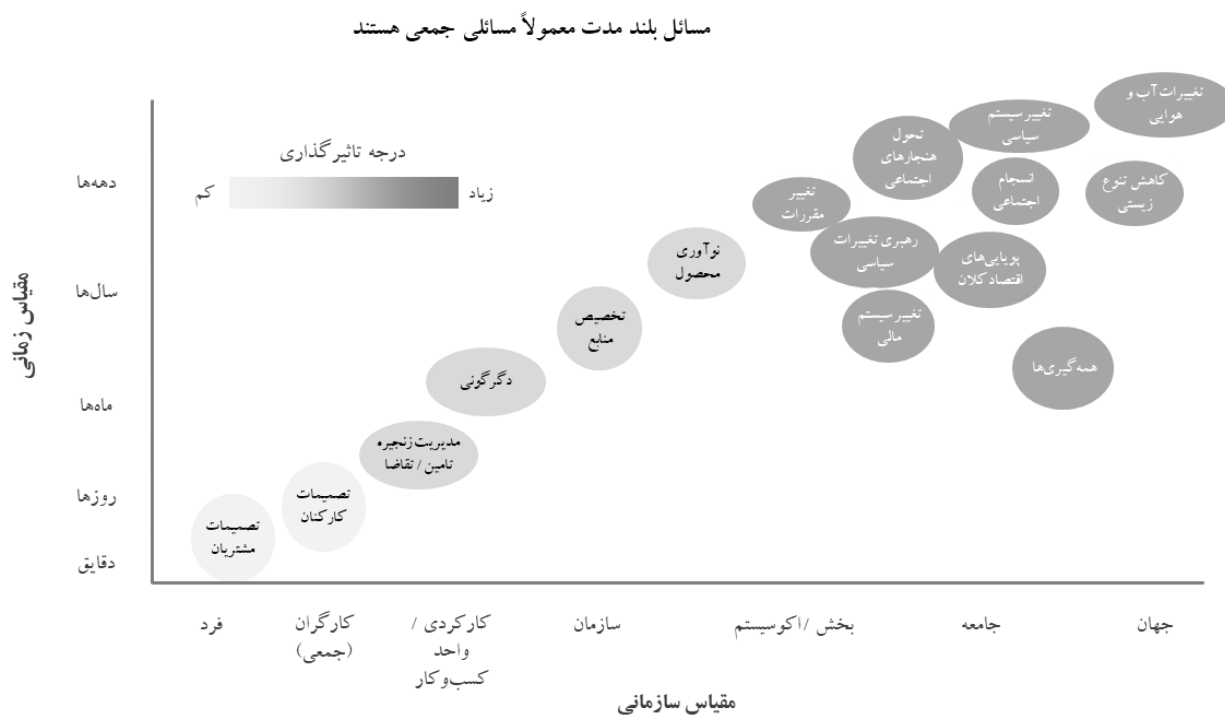 مسائل بلند مدت معمولاً مسائلی جمعی هستند
درجه تاثیرگذاری
زیاد
کم
مقیاس زمانی
دهه‌ها
سال‌ها
ماه‌ها
روزها
دقایق
تغییرات آب و
هوایی
تغییر سیستم
سیاسی
تحول
هنجارهای
اجتماعی
انسجام
اجتماعی
کاهش تنوع
زیستی
تغییر
مقررات
رهبری تغییرات
سیاسی
پویایی‌های
اقتصاد کلان
تغییر سیستم
مالی
همه‌گیری‌ها
نوآوری
محصول
تخصیص
منابع
دگرگونی
مدیریت زنجیره
تامین / تقاضا
تصمیمات
کارکنان
تصمیمات
مشتریان
فرد
کارگران
(جمعی)
کارکردی /
واحد
کسب‌وکار
سازمان
بخش / اکوسیستم
جامعه
جهان
مقیاس سازمانی